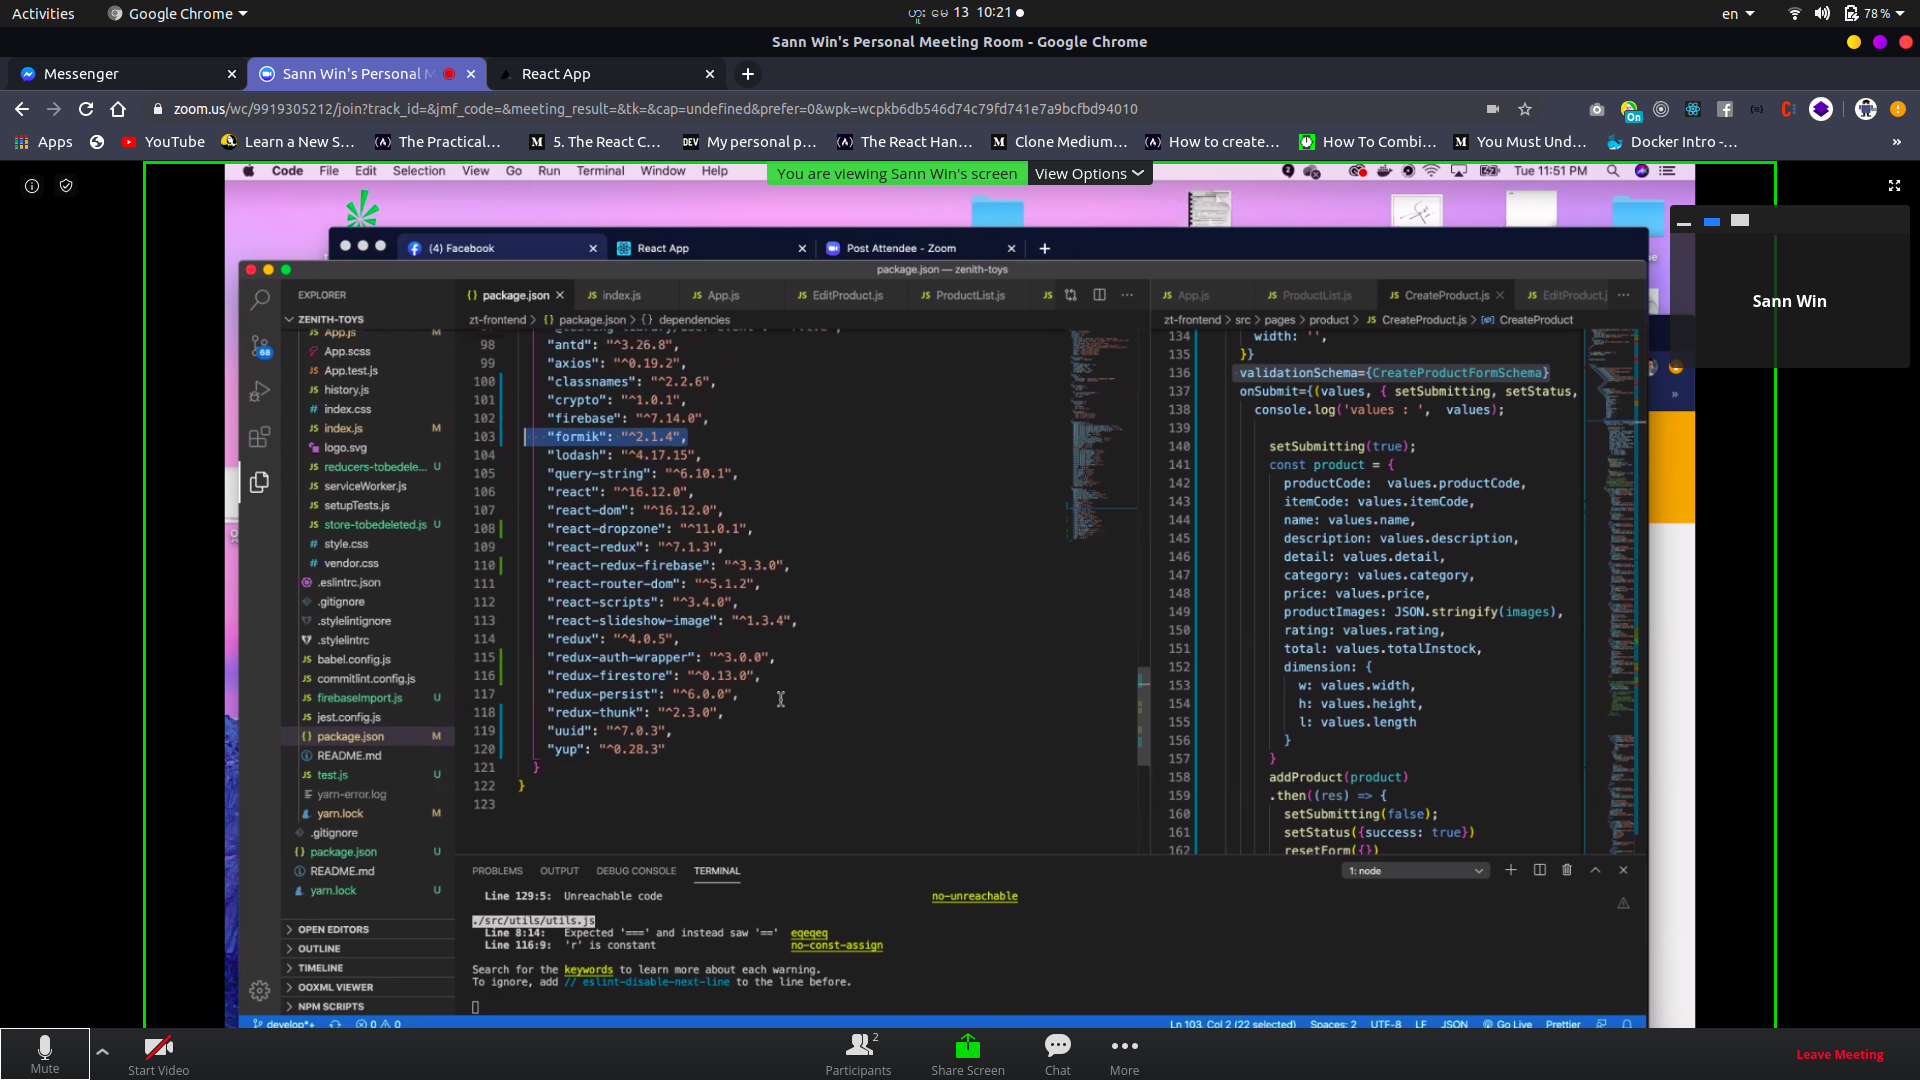 Activities
Google Chrome
ဟူး မေ 13 10:21
en
78 %
Sann Win's Personal Meeting Room - Google Chrome
Messenger
Sann Win's Personal M
React App
zoom.us/wc/9919305212/join?track_id=&jmf_code=&meeting_result=&tk=&cap=undefined&prefer=0&wpk=wcpkb6db546d74c79fd741e7a9bcfbd94010
On
Apps
YouTube
Learn a New S...
The Practical...
5. The React C...
My personal p...
The React Han...
Clone Medium...
How to create...
How To Combi...
You Must Und...
Docker Intro -...
»
Code File Edit Selection View Go Run Terminal Window Help
You are viewing Sann Win's screen
View Options
Tue 11:51 PM
(4) Facebook
React App
Post Attendee - Zoom
Sann Win
package.json — zenith-toys
EXPLORER
ZENITH-TOYS
App.js M
App.scss
App.test.js
history.js
index.css
index.js M
logo.svg
reducers-tobedele... U
serviceWorker.js
setupTests.js
store-tobedeleted.js U
style.css
vendor.css
.eslintrc.json
.gitignore
.stylelintignore
.stylelintrc
babel.config.js
commitlint.config.js
firebaseImport.js U
jest.config.js
package.json M
README.md
test.js U
yarn-error.log
yarn.lock M
.gitignore
package.json U
README.md
yarn.lock U
OPEN EDITORS
OUTLINE
TIMELINE
OOXML VIEWER
NPM SCRIPTS
68
package.json
index.js
App.js
EditProduct.js
ProductList.js
zt-frontend > package.json > dependencies
98 "antd": "^3.26.8",
99 "axios": "^0.19.2",
100 "classnames": "^2.2.6",
101 "crypto": "^1.0.1",
102 "firebase": "^7.14.0",
103 "formik": "^2.1.4",
104 "lodash": "^4.17.15",
105 "query-string": "^6.10.1",
106 "react": "^16.12.0",
107 "react-dom": "^16.12.0",
108 "react-dropzone": "^11.0.1",
109 "react-redux": "^7.1.3",
110 "react-redux-firebase": "^3.3.0",
111 "react-router-dom": "^5.1.2",
112 "react-scripts": "^3.4.0",
113 "react-slideshow-image": "^1.3.4",
114 "redux": "^4.0.5",
115 "redux-auth-wrapper": "^3.0.0",
116 "redux-firestore": "^0.13.0",
117 "redux-persist": "^6.0.0",
118 "redux-thunk": "^2.3.0",
119 "uuid": "^7.0.3",
120 "yup": "^0.28.3"
121 }
122 }
123
App.js
ProductList.js
CreateProduct.js
EditProduct.j
zt-frontend > src > pages > product > CreateProduct.js > CreateProduct
134 width: '',
135 }}
136 validationSchema={CreateProductFormSchema}
137 onSubmit={(values, { setSubmitting, setStatus,
138 console.log('values : ', values);
139
140 setSubmitting(true);
141 const product = {
142 productCode: values.productCode,
143 itemCode: values.itemCode,
144 name: values.name,
145 description: values.description,
146 detail: values.detail,
147 category: values.category,
148 price: values.price,
149 productImages: JSON.stringify(images),
150 rating: values.rating,
151 total: values.totalInstock,
152 dimension: {
153 w: values.width,
154 h: values.height,
155 l: values.length
156 }
157 }
158 addProduct(product)
159 .then((res) => {
160 setSubmitting(false);
161 setStatus({success: true})
162 resetForm({})
PROBLEMS OUTPUT DEBUG CONSOLE TERMINAL
1: node
Line 129:5: Unreachable code no-unreachable
./src/utils/utils.js
Line 8:14: Expected '===' and instead saw '==' eqeqeq
Line 116:9: 'r' is constant no-const-assign
Search for the keywords to learn more about each warning.
To ignore, add // eslint-disable-next-line to the line before.
develop*+
0 0
Ln 103, Col 2 (22 selected) Spaces: 2 UTF-8 LF JSON Go Live Prettier
Mute
Start Video
Participants
2
Share Screen
Chat
More
Leave Meeting